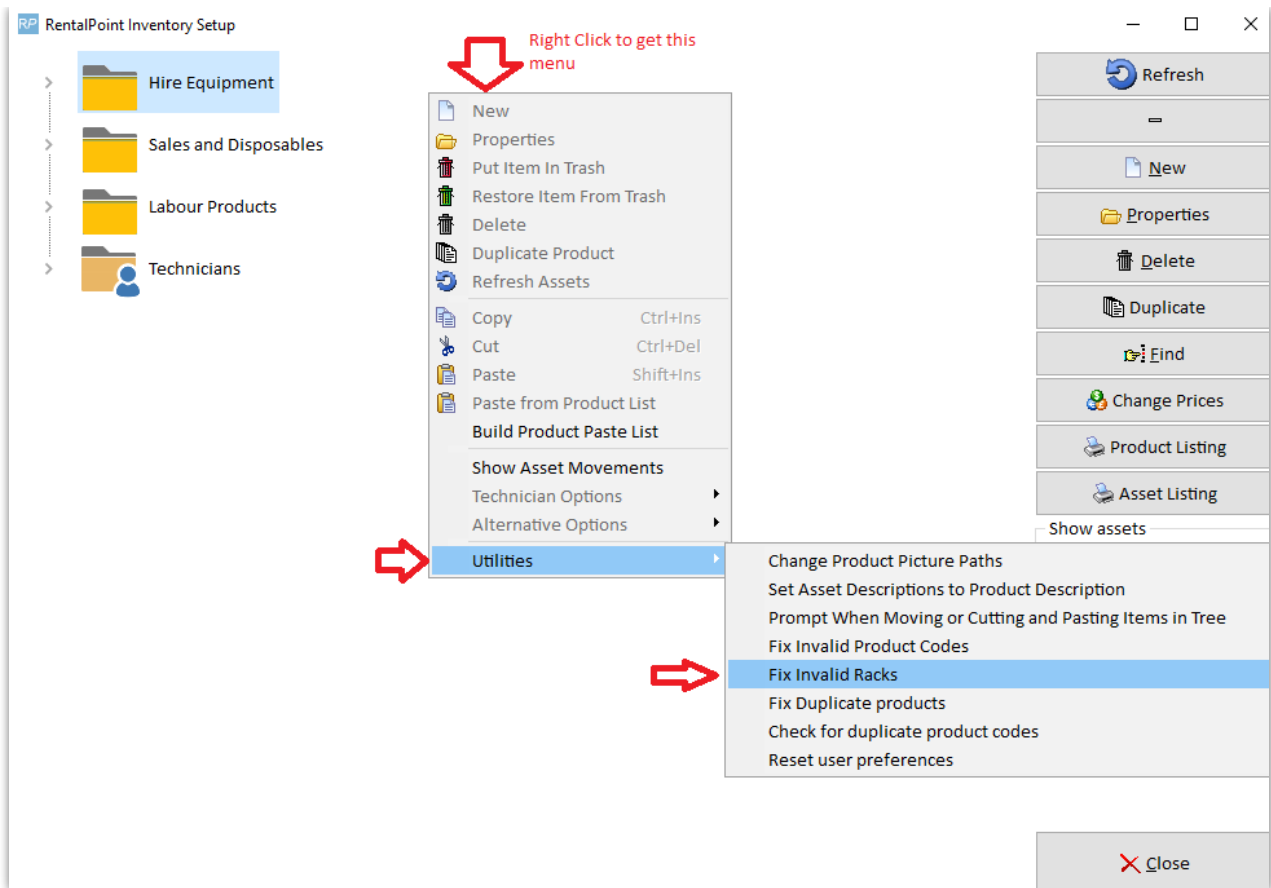 RP RentalPoint Inventory Setup
Right Click to get this
menu
Hire Equipment
Sales and Disposables
Labour Products
Technicians
New
Properties
Put Item In Trash
Restore Item From Trash
Delete
Duplicate Product
Refresh Assets
Copy Ctrl+Ins
Cut Ctrl+Del
Paste Shift+Ins
Paste from Product List
Build Product Paste List
Show Asset Movements
Technician Options
Alternative Options
Utilities
Change Product Picture Paths
Set Asset Descriptions to Product Description
Prompt When Moving or Cutting and Pasting Items in Tree
Fix Invalid Product Codes
Fix Invalid Racks
Fix Duplicate products
Check for duplicate product codes
Reset user preferences
Refresh
-
New
Properties
Delete
Duplicate
Find
Change Prices
Product Listing
Asset Listing
Show assets
Close